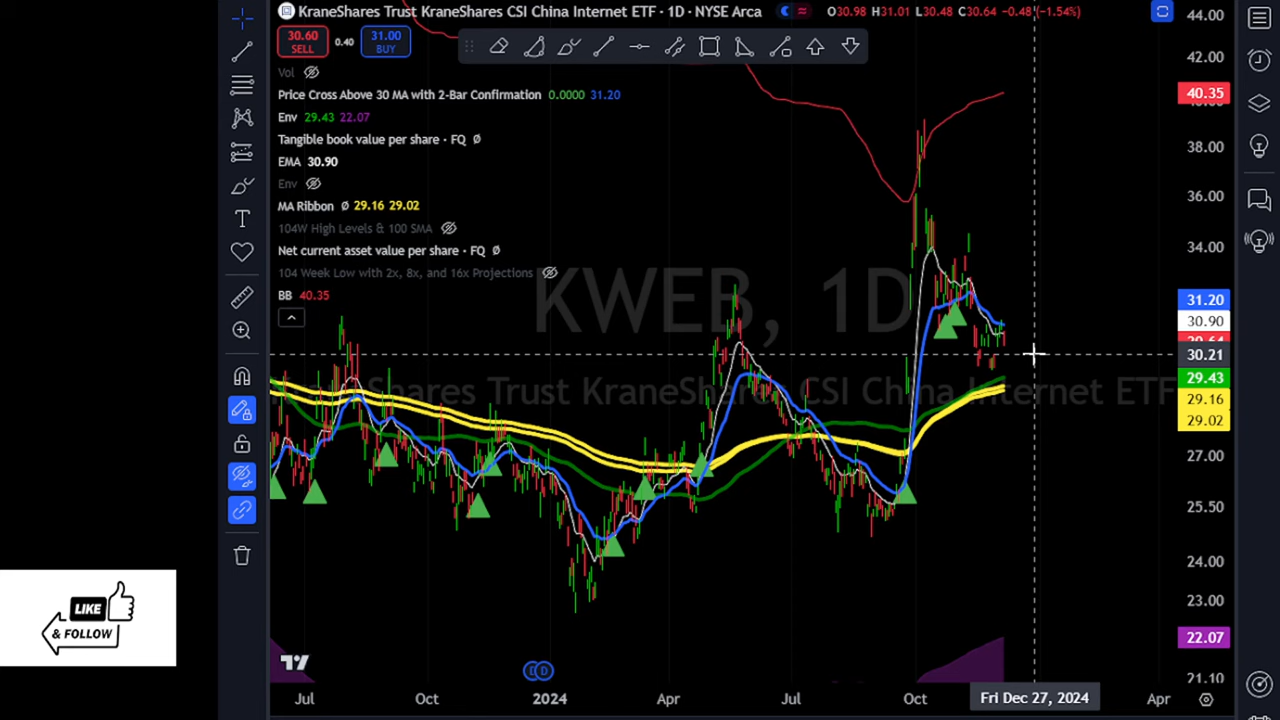 KraneShares Trust KraneShares CSI China Internet ETF · 1D · NYSE Arca O30.98 H31.01 L30.48 C30.64 -0.48 (-1.54%)
30.60 SELL 0.40 31.00 BUY
Vol
Price Cross Above 30 MA with 2-Bar Confirmation 0.0000 31.20
Env 29.43 22.07
Tangible book value per share · FQ ∅
EMA 30.90
Env
MA Ribbon ∅ 29.16 29.02
104W High Levels & 100 SMA
Net current asset value per share · FQ ∅
104 Week Low with 2x, 8x, and 16x Projections
BB 40.35
KWEB, 1D
KraneShares Trust KraneShares CSI China Internet ETF
44.00
42.00
40.35
38.00
36.00
34.00
31.20
30.90
30.64
30.21
29.43
29.16
29.02
27.00
25.50
24.00
23.00
22.07
21.10
LIKE
& FOLLOW
D
Jul Oct 2024 Apr Jul Oct Fri Dec 27, 2024 Apr